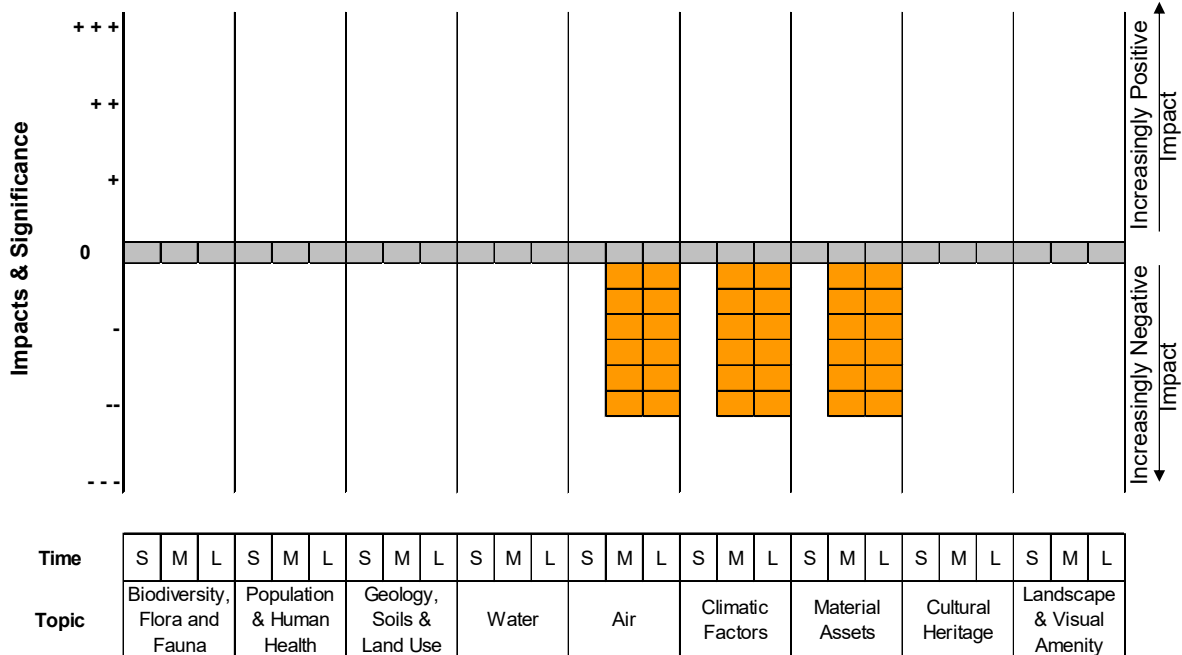 Impacts & Significance
+ + +
+ +
+
0
-
--
- - -
Increasingly Positive
Impact
Increasingly Negative
Impact
Time
S M L S M L S M L S M L S M L S M L S M L S M L S M L
Topic
Biodiversity,
Flora and
Fauna
Population
& Human
Health
Geology,
Soils &
Land Use
Water
Air
Climatic
Factors
Material
Assets
Cultural
Heritage
Landscape
& Visual
Amenity